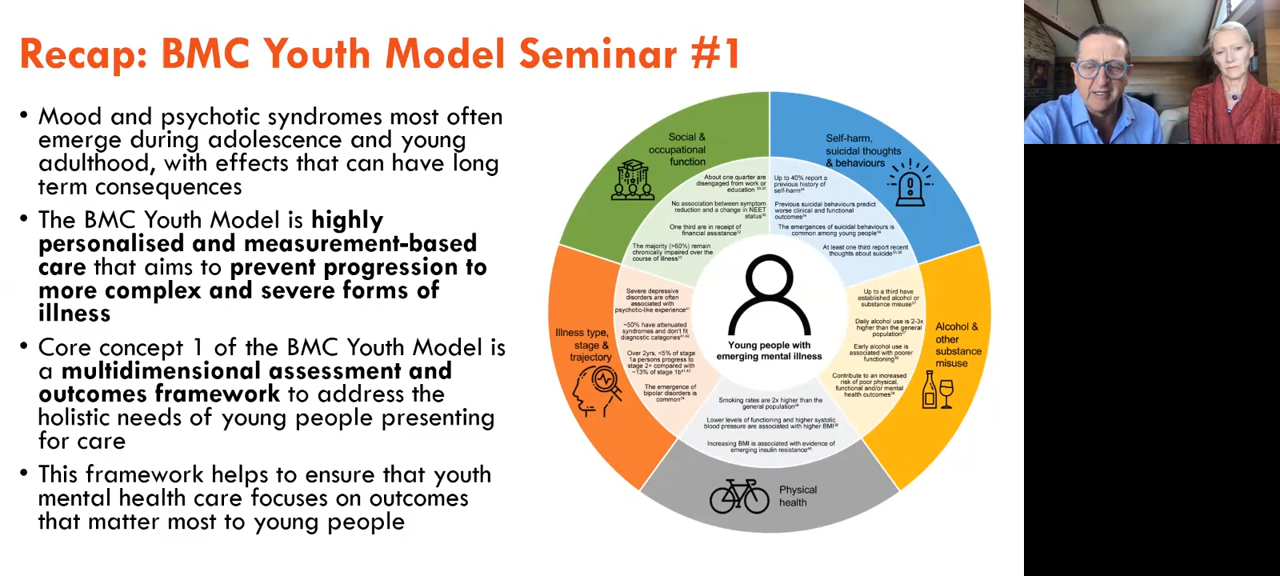 Recap: BMC Youth Model Seminar #1
• Mood and psychotic syndromes most often
emerge during adolescence and young
adulthood, with effects that can have long
term consequences
• The BMC Youth Model is highly
personalised and measurement-based
care that aims to prevent progression to
more complex and severe forms of
illness
• Core concept 1 of the BMC Youth Model is
a multidimensional assessment and
outcomes framework to address the
holistic needs of young people presenting
for care
• This framework helps to ensure that youth
mental health care focuses on outcomes
that matter most to young people
Social &
occupational
function
About one quarter are
disengaged from work or
education
No association between symptom
reduction and a change in NEET
status
One third are in receipt of
financial assistance
The majority (>60%) remain
chronically impaired over the
course of illness
Self-harm,
suicidal thoughts
& behaviours
Up to 40% report a
previous history of
self-harm
Previous suicidal behaviours predict
worse clinical and functional
outcomes
The emergences of suicidal behaviours is
common among young people
At least one third report recent
thoughts about suicide
Alcohol &
other
substance
misuse
Up to a third have
established alcohol or
substance misuse
Daily alcohol use is 2-3x
higher than the general
population
Early alcohol use is
associated with poorer
functioning
Contribute to an increased
risk of poor physical,
functional and/or mental
health outcomes
Physical
health
Smoking rates are 2x higher than the
general population
Lower levels of functioning and higher systolic
blood pressure are associated with higher BMI
Increasing BMI is associated with evidence of
emerging insulin resistance
Illness type,
stage &
trajectory
Severe depressive
disorders are often
associated with
psychotic-like experience
~50% have attenuated
syndromes and don't fit
diagnostic categories
Over 2yrs, <5% of stage
1a persons progress to
stage 2+ compared with
~13% of stage 1b
The emergence of
bipolar disorders is
common
Young people with
emerging mental illness